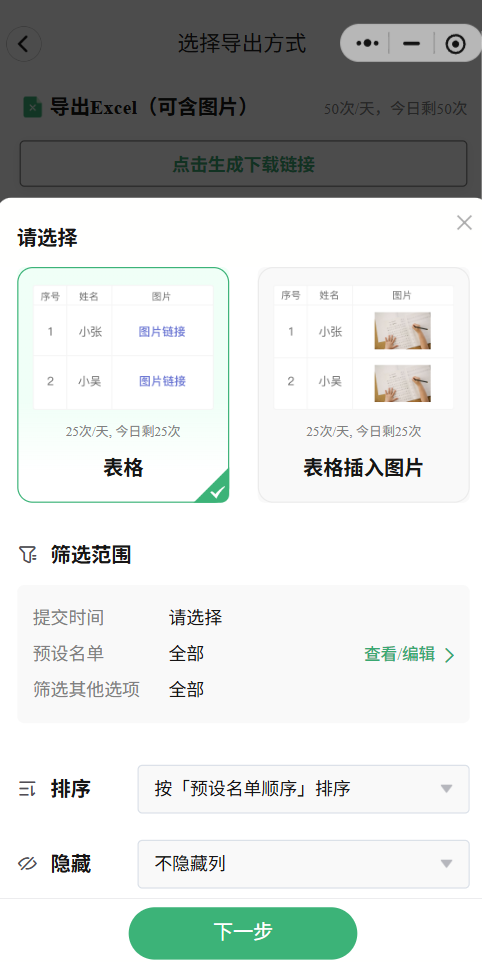 选择导出方式
导出Excel（可含图片） 50次/天，今日剩50次
点击生成下载链接
请选择
序号 姓名 图片
1 小张 图片链接
2 小吴 图片链接
25次/天, 今日剩25次
表格
序号 姓名 图片
1 小张
2 小吴
25次/天, 今日剩25次
表格插入图片
筛选范围
提交时间 请选择
预设名单 全部 查看/编辑
筛选其他选项 全部
排序 按「预设名单顺序」排序
隐藏 不隐藏列
下一步